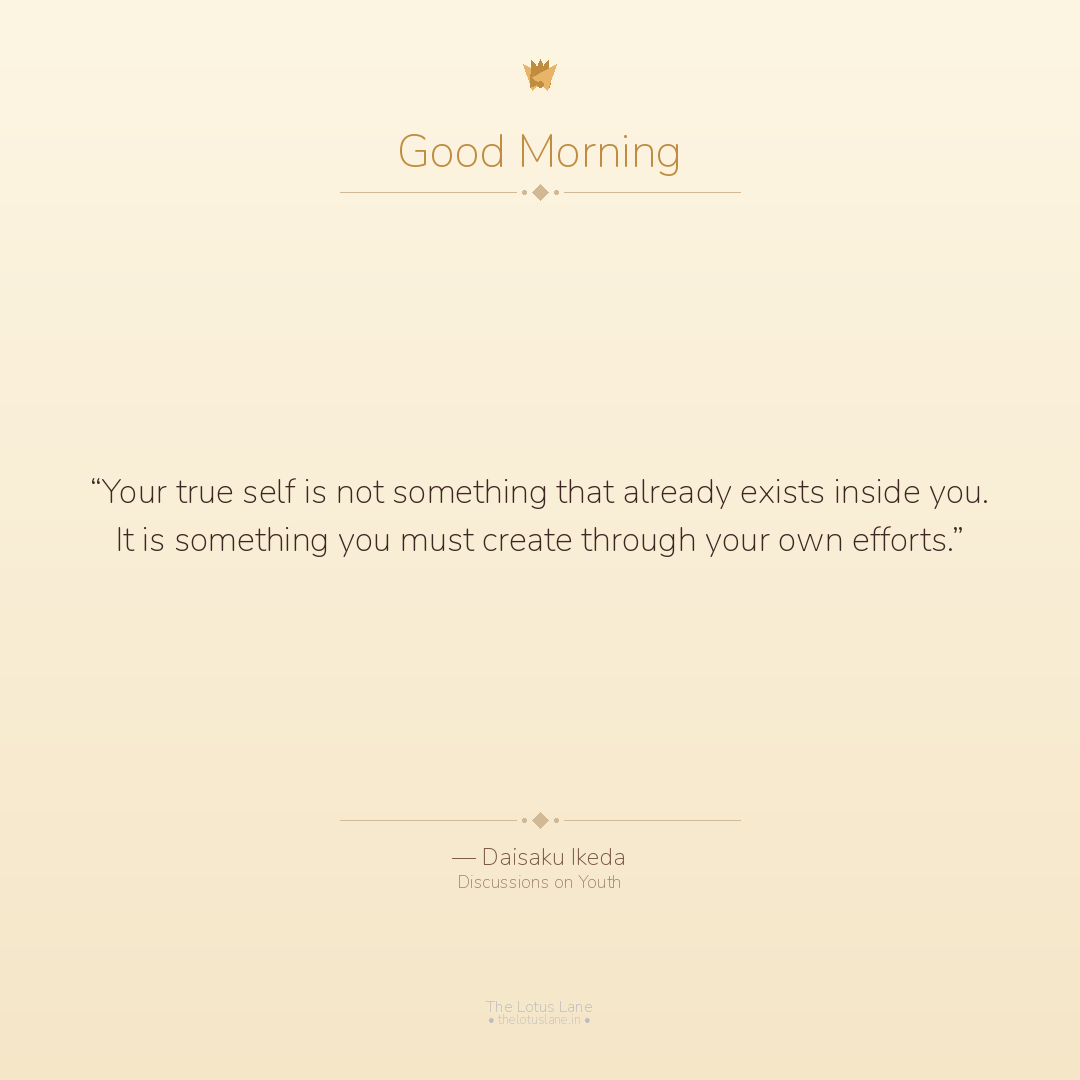 Good Morning
“Your true self is not something that already exists inside you.
It is something you must create through your own efforts.”
— Daisaku Ikeda
Discussions on Youth
The Lotus Lane
• thelotuslane.in •